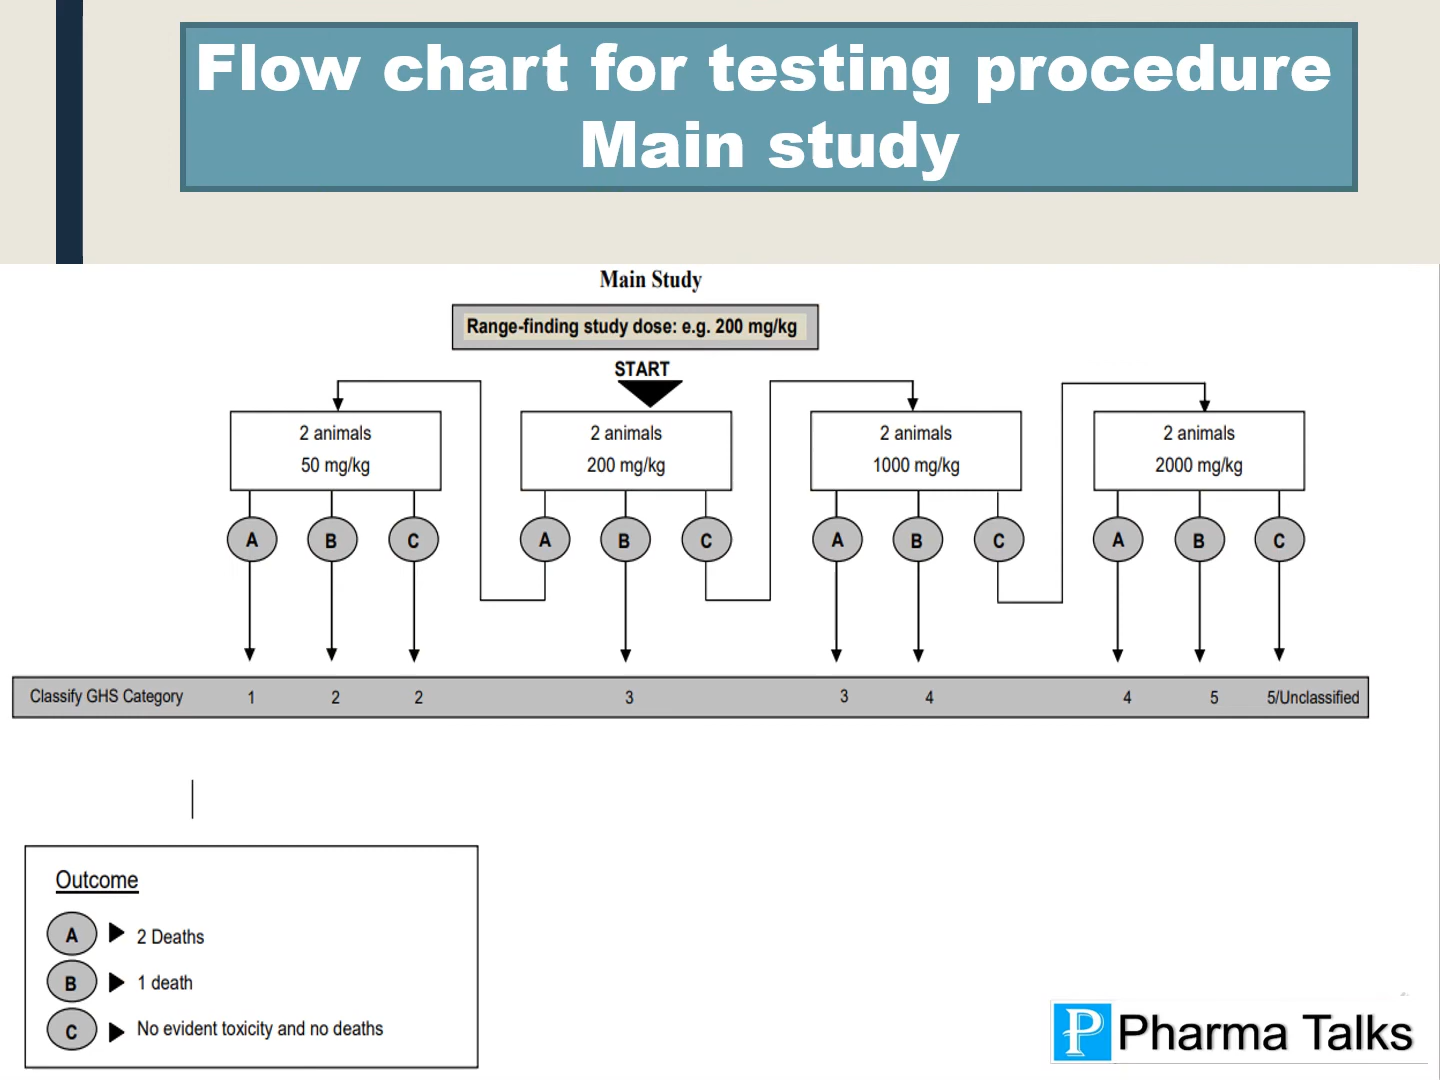 Flow chart for testing procedure
Main study
Main Study
Range-finding study dose: e.g. 200 mg/kg
START
2 animals
50 mg/kg
2 animals
200 mg/kg
2 animals
1000 mg/kg
2 animals
2000 mg/kg
A B C A B C A B C A B C
Classify GHS Category 1 2 2 3 3 4 4 5 5/Unclassified
Outcome
A 2 Deaths
B 1 death
C No evident toxicity and no deaths
P Pharma Talks